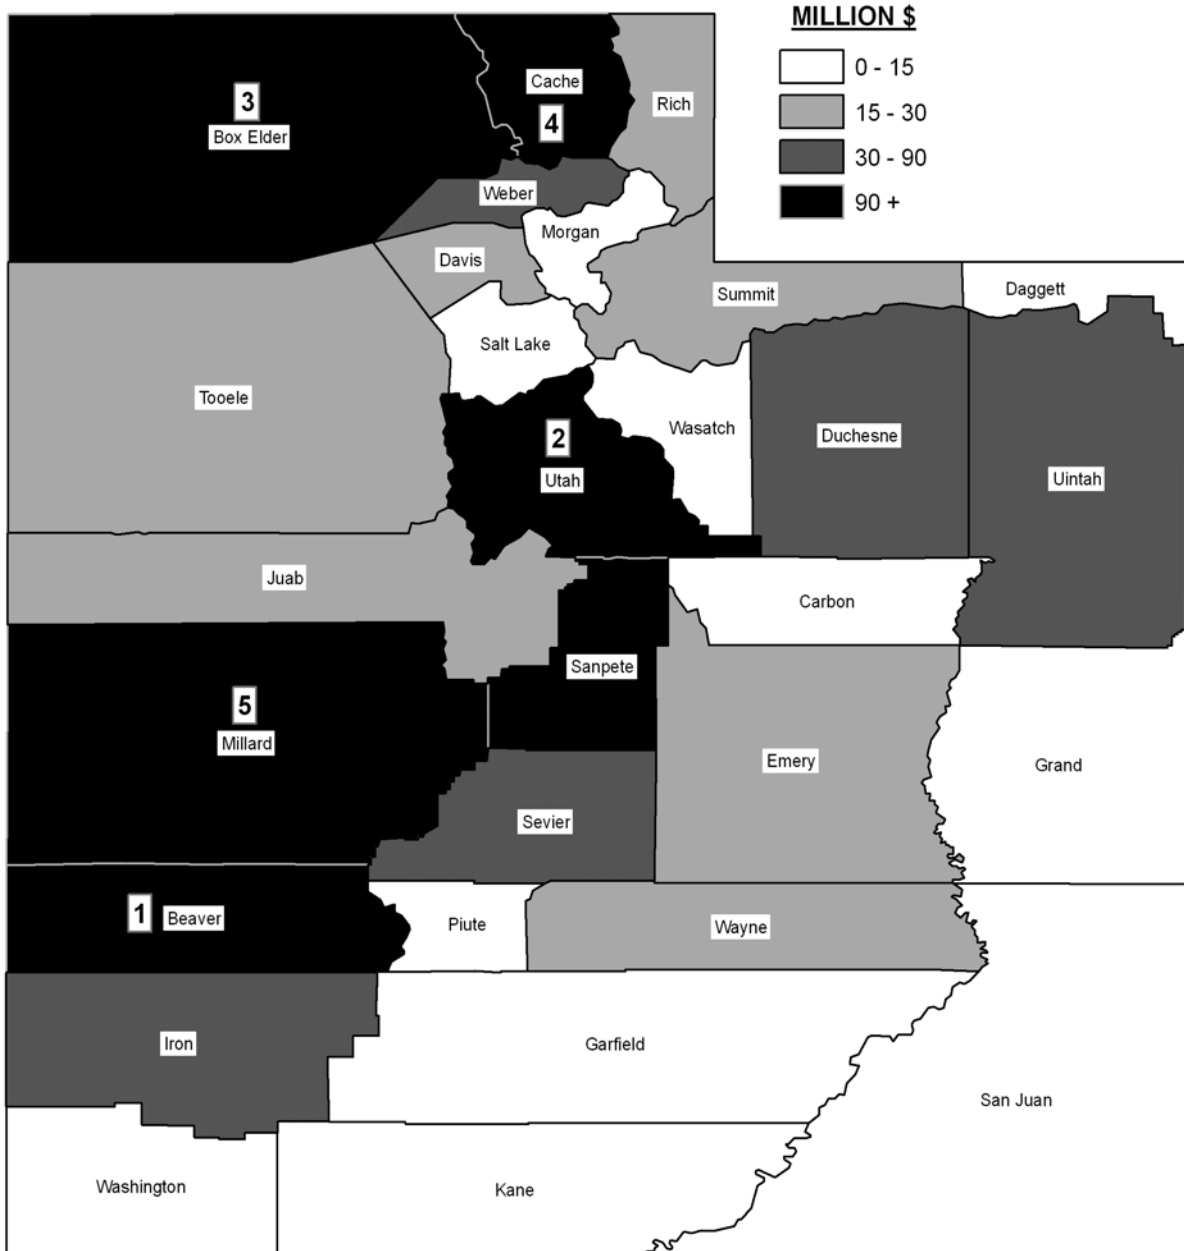 MILLION $
0 - 15
15 - 30
30 - 90
90 +
3
Box Elder
Cache
4
Rich
Weber
Morgan
Davis
Summit
Daggett
Salt Lake
Tooele
2
Utah
Wasatch
Duchesne
Uintah
Juab
Carbon
Sanpete
5
Millard
Emery
Grand
Sevier
1 Beaver
Piute
Wayne
Iron
Garfield
San Juan
Washington
Kane